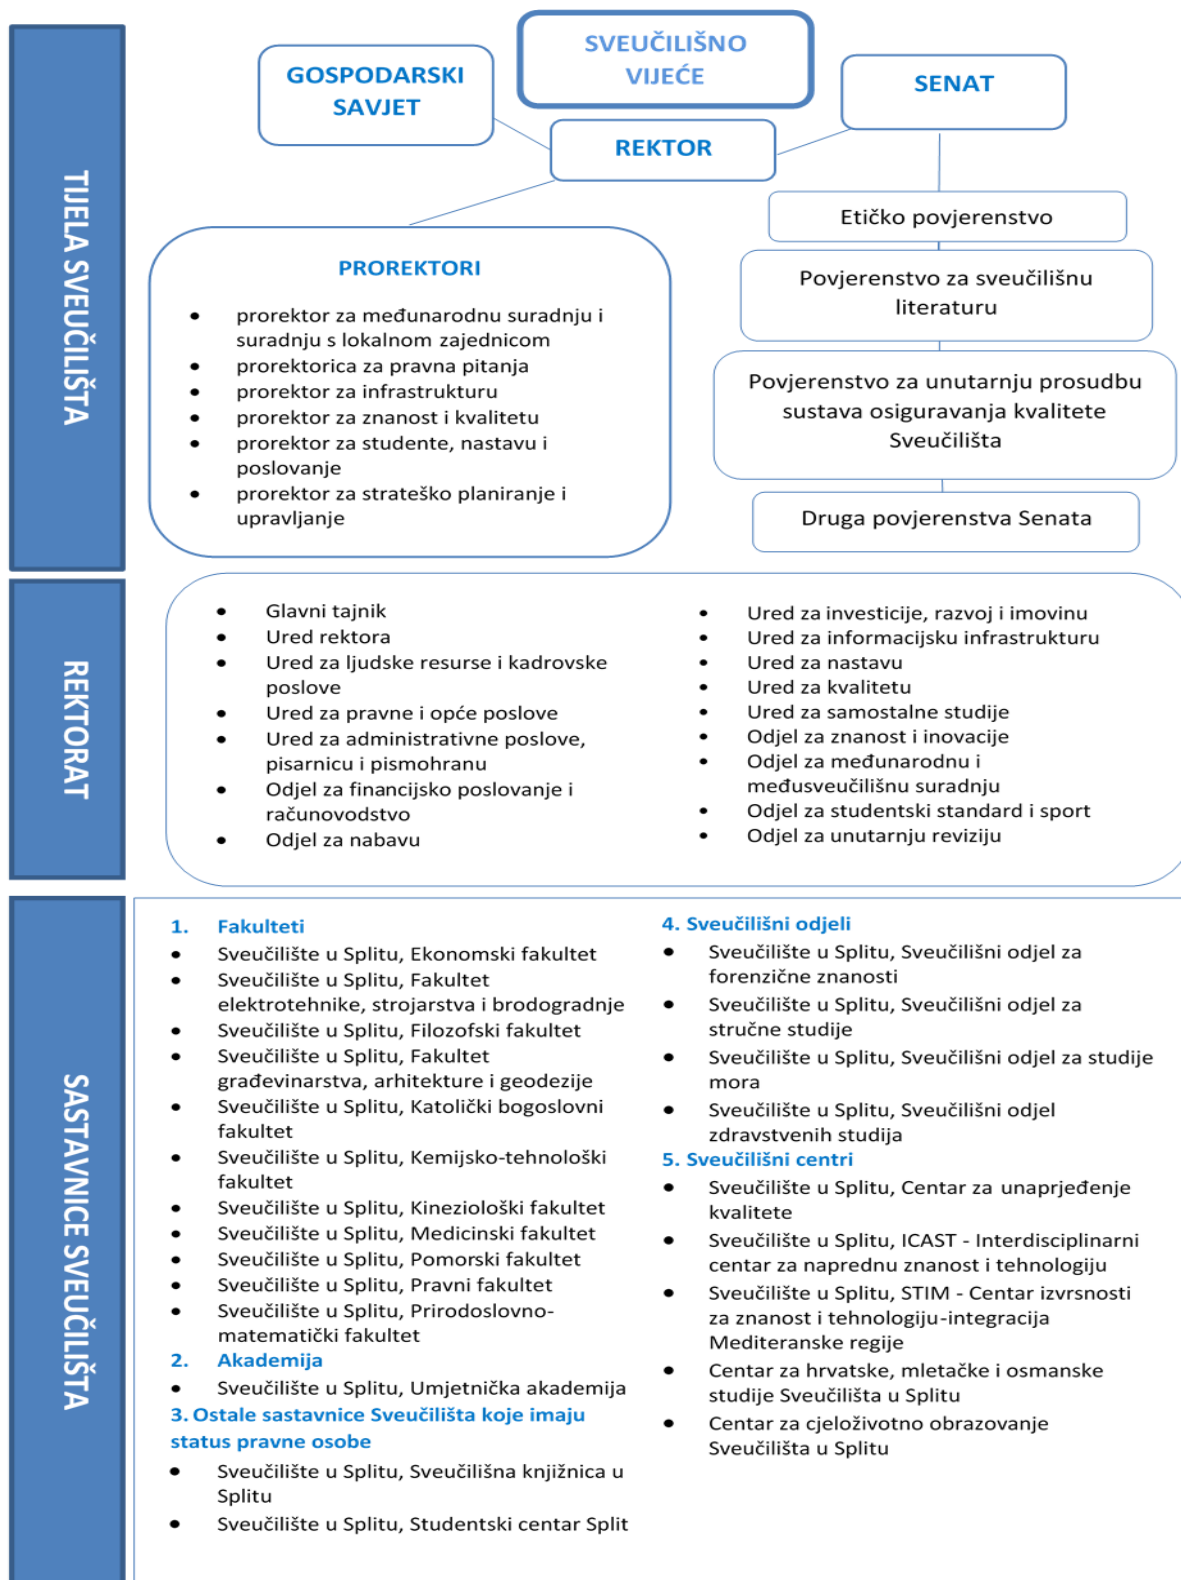 TIJELA SVEUČILIŠTA
SVEUČILIŠNO
VIJEĆE
GOSPODARSKI
SAVJET
SENAT
REKTOR
PROREKTORI
• prorektor za međunarodnu suradnju i
suradnju s lokalnom zajednicom
• prorektorica za pravna pitanja
• prorektor za infrastrukturu
• prorektor za znanost i kvalitetu
• prorektor za studente, nastavu i
poslovanje
• prorektor za strateško planiranje i
upravljanje
Etičko povjerenstvo
Povjerenstvo za sveučilišnu
literaturu
Povjerenstvo za unutarnju prosudbu
sustava osiguravanja kvalitete
Sveučilišta
Druga povjerenstva Senata
REKTORAT
• Glavni tajnik
• Ured rektora
• Ured za ljudske resurse i kadrovske
poslove
• Ured za pravne i opće poslove
• Ured za administrativne poslove,
pisarnicu i pismohranu
• Odjel za financijsko poslovanje i
računovodstvo
• Odjel za nabavu
• Ured za investicije, razvoj i imovinu
• Ured za informacijsku infrastrukturu
• Ured za nastavu
• Ured za kvalitetu
• Ured za samostalne studije
• Odjel za znanost i inovacije
• Odjel za međunarodnu i
međusveučilišnu suradnju
• Odjel za studentski standard i sport
• Odjel za unutarnju reviziju
SASTAVNICE SVEUČILIŠTA
1. Fakulteti
• Sveučilište u Splitu, Ekonomski fakultet
• Sveučilište u Splitu, Fakultet
elektrotehnike, strojarstva i brodogradnje
• Sveučilište u Splitu, Filozofski fakultet
• Sveučilište u Splitu, Fakultet
građevinarstva, arhitekture i geodezije
• Sveučilište u Splitu, Katolički bogoslovni
fakultet
• Sveučilište u Splitu, Kemijsko-tehnološki
fakultet
• Sveučilište u Splitu, Kineziološki fakultet
• Sveučilište u Splitu, Medicinski fakultet
• Sveučilište u Splitu, Pomorski fakultet
• Sveučilište u Splitu, Pravni fakultet
• Sveučilište u Splitu, Prirodoslovno-
matematički fakultet
2. Akademija
• Sveučilište u Splitu, Umjetnička akademija
3. Ostale sastavnice Sveučilišta koje imaju
status pravne osobe
• Sveučilište u Splitu, Sveučilišna knjižnica u
Splitu
• Sveučilište u Splitu, Studentski centar Split
4. Sveučilišni odjeli
• Sveučilište u Splitu, Sveučilišni odjel za
forenzične znanosti
• Sveučilište u Splitu, Sveučilišni odjel za
stručne studije
• Sveučilište u Splitu, Sveučilišni odjel za studije
mora
• Sveučilište u Splitu, Sveučilišni odjel
zdravstvenih studija
5. Sveučilišni centri
• Sveučilište u Splitu, Centar za unaprjeđenje
kvalitete
• Sveučilište u Splitu, ICAST - Interdisciplinarni
centar za naprednu znanost i tehnologiju
• Sveučilište u Splitu, STIM - Centar izvrsnosti
za znanost i tehnologiju-integracija
Mediteranske regije
• Centar za hrvatske, mletačke i osmanske
studije Sveučilišta u Splitu
• Centar za cjeloživotno obrazovanje
Sveučilišta u Splitu